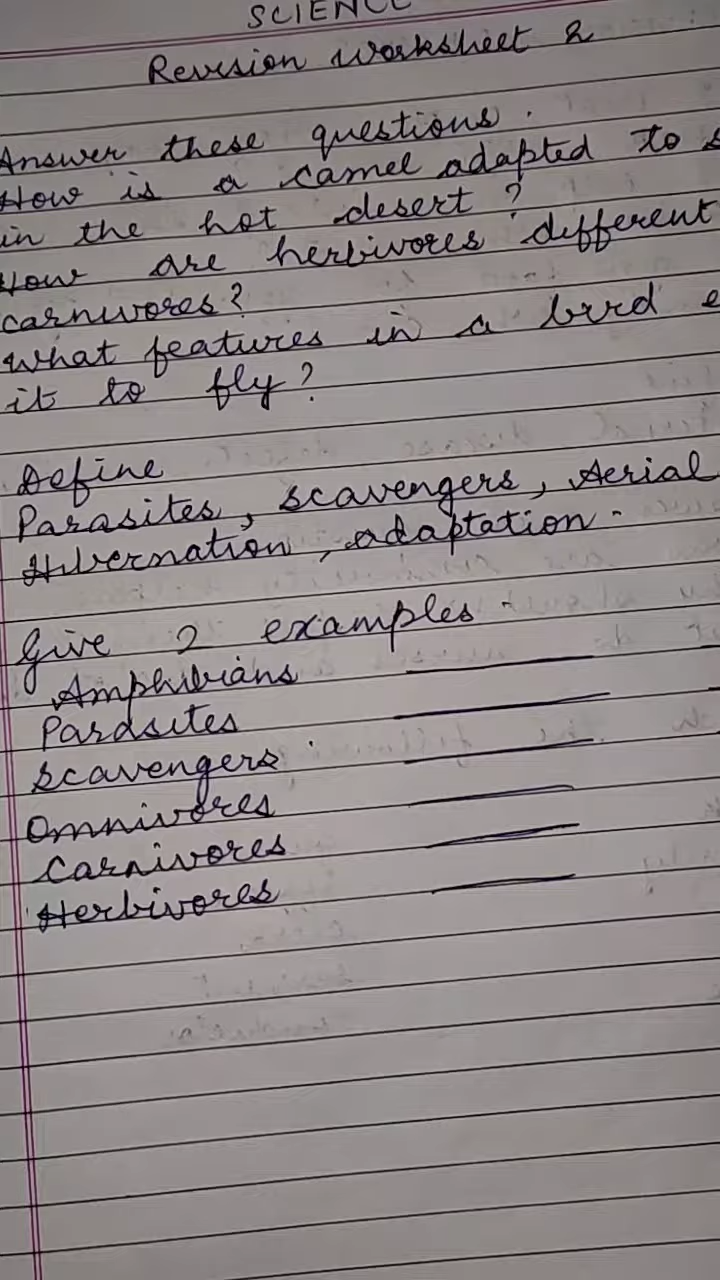 SCIENCE
Revision Worksheet 2
Answer these questions.
How is a camel adapted to
in the hot desert?
How are herbivores different
carnivores?
What features in a bird
it to fly?
Define
Parasites, scavengers, Aerial
Hibernation, adaptation.
Give 2 examples.
Amphibians
Parasites
Scavengers
Omnivores
Carnivores
Herbivores